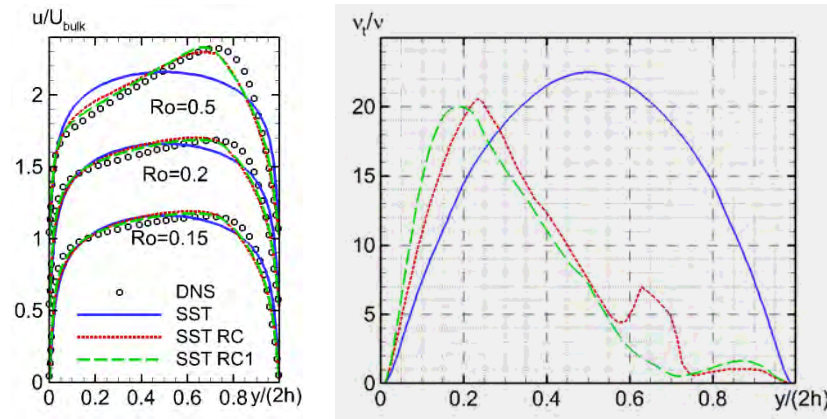 u/U_bulk
2
1.5
1
0.5
0
Ro=0.5
Ro=0.2
Ro=0.15
DNS
SST
SST RC
SST RC1
0 0.2 0.4 0.6 0.8 y/(2h)
ν_t/ν
20
15
10
5
0
0 0.2 0.4 0.6 0.8 y/(2h)